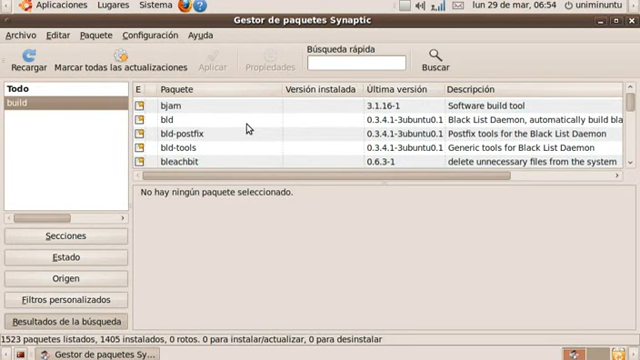 Aplicaciones Lugares Sistema lun 29 de mar, 06:54 uniminuntu
Gestor de paquetes Synaptic
Archivo Editar Paquete Configuración Ayuda
Búsqueda rápida
Recargar Marcar todas las actualizaciones Aplicar Propiedades Buscar
Todo
build
E Paquete Versión instalada Última versión Descripción
bjam 3.1.16-1 Software build tool
bld 0.3.4.1-3ubuntu0.1 Black List Daemon, automatically build bla
bld-postfix 0.3.4.1-3ubuntu0.1 Postfix tools for the Black List Daemon
bld-tools 0.3.4.1-3ubuntu0.1 Generic tools for Black List Daemon
bleachbit 0.6.3-1 delete unnecessary files from the system
No hay ningún paquete seleccionado.
Secciones
Estado
Origen
Filtros personalizados
Resultados de la búsqueda
1523 paquetes listados, 1405 instalados, 0 rotos. 0 para instalar/actualizar, 0 para desinstalar
Gestor de paquetes Sy...